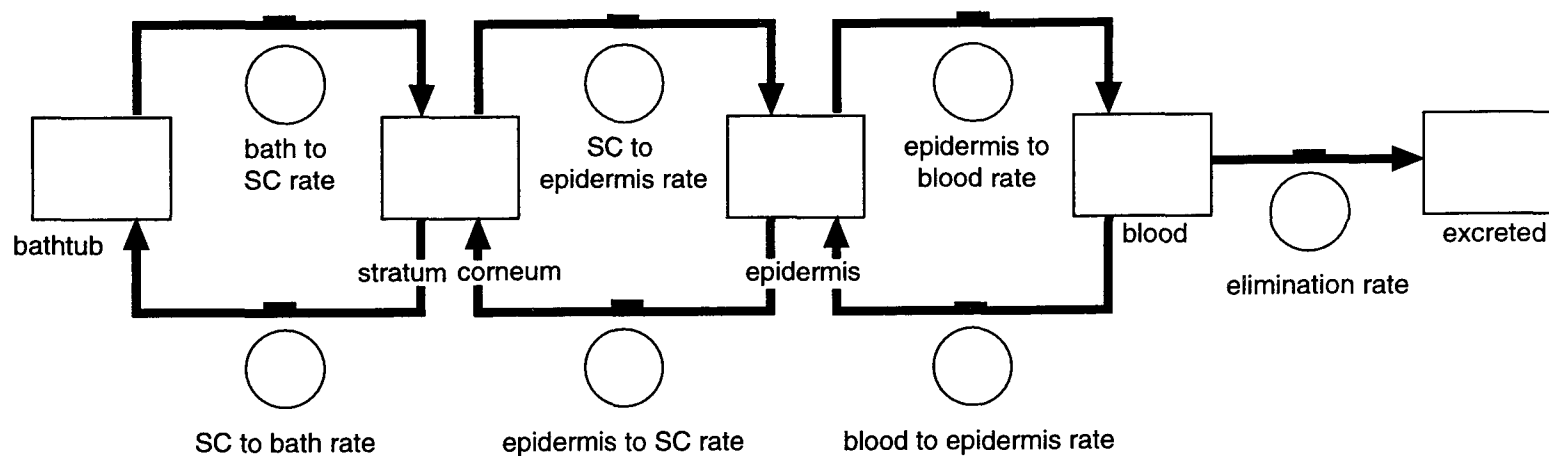 bath to
SC rate
SC to
epidermis rate
epidermis to
blood rate
bathtub
stratum corneum
epidermis
blood
excreted
elimination rate
SC to bath rate
epidermis to SC rate
blood to epidermis rate